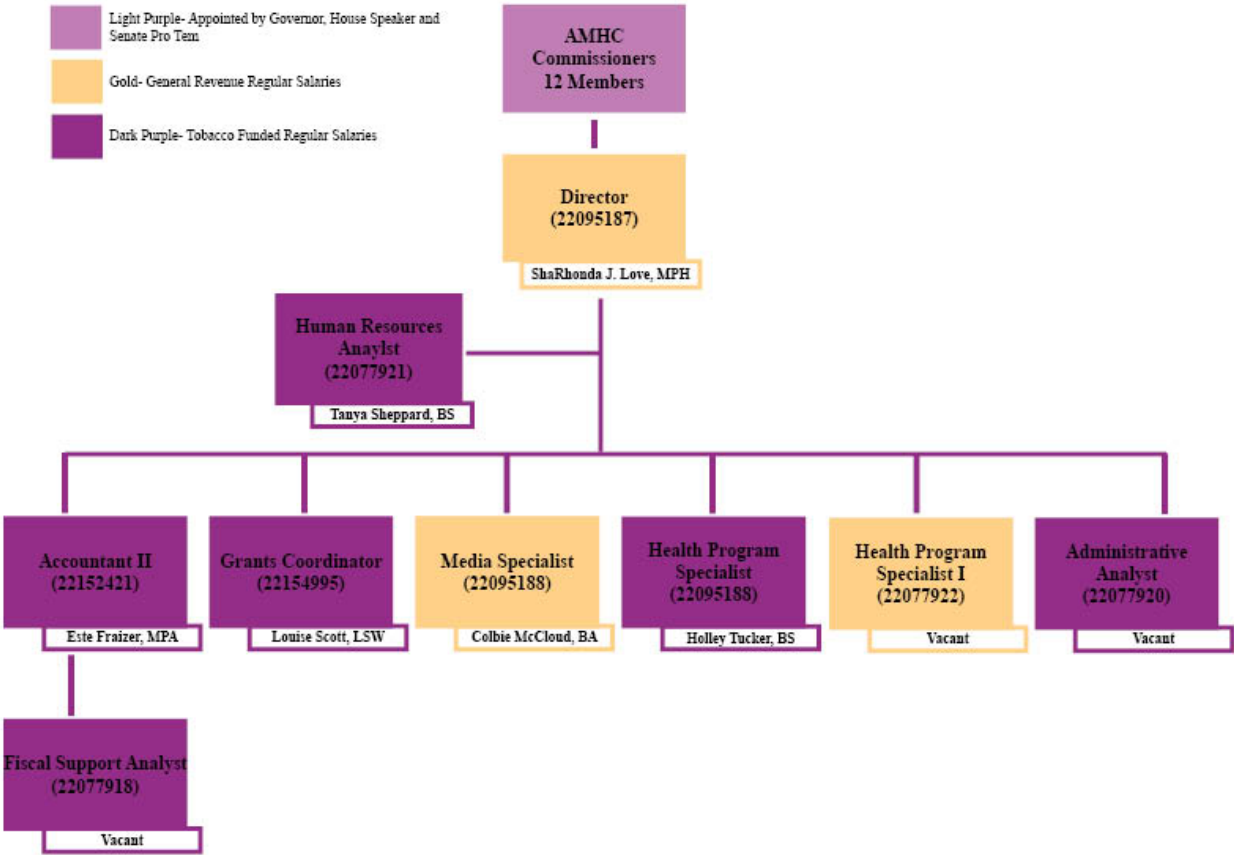 Light Purple- Appointed by Governor, House Speaker and
Senate Pro Tem
Gold- General Revenue Regular Salaries
Dark Purple- Tobacco Funded Regular Salaries
AMHC
Commissioners
12 Members
Director
(22095187)
ShaRhonda J. Love, MPH
Human Resources
Anaylst
(22077921)
Tanya Sheppard, BS
Accountant II
(22152421)
Este Fraizer, MPA
Grants Coordinator
(22154995)
Louise Scott, LSW
Media Specialist
(22095188)
Colbie McCloud, BA
Health Program
Specialist
(22095188)
Holley Tucker, BS
Health Program
Specialist I
(22077922)
Vacant
Administrative
Analyst
(22077920)
Vacant
Fiscal Support Analyst
(22077918)
Vacant